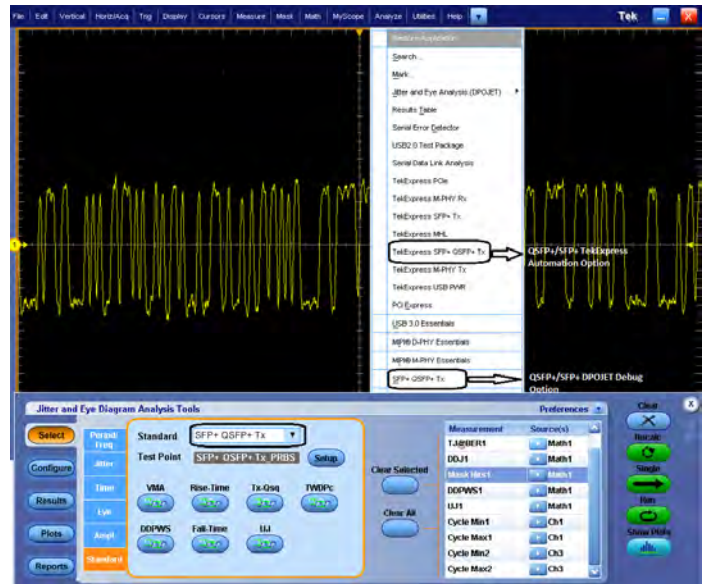 File Edit Vertical Horiz/Acq Trig Display Cursors Measure Mask Math MyScope Analyze Utilities Help Tek
Search...
Mark...
Jitter and Eye Analysis (DPOJET)
Results Table
Serial Error Detector
USB2.0 Test Package
Serial Data Link Analysis
TekExpress PCIe
TekExpress M-PHY Rx
TekExpress SFP+ Tx
TekExpress MHL
TekExpress SFP+ QSFP+ Tx
QSFP+/SFP+ TekExpress
Automation Option
TekExpress M-PHY Tx
TekExpress USB PWR
PCI Express
USB 3.0 Essentials
MIPI® D-PHY Essentials
MIPI® M-PHY Essentials
SFP+ QSFP+ Tx
QSFP+/SFP+ DPOJET Debug
Option
1
Jitter and Eye Diagram Analysis Tools
Preferences
Clear
X
Select
Configure
Results
Plots
Reports
Period/
Freq
Jitter
Time
Eye
Ampl
Standard
Standard SFP+ QSFP+ Tx
Test Point SFP+ QSFP+ Tx_PRBS Setup
VMA Rise-Time Tx-Qsq TWDPc
DDPWS Fall-Time UJ
Clear Selected
Clear All
Measurement Source(s)
TJ@BER1 Math1
DDJ1 Math1
Mask Hits1 Math1
DDPWS1 Math1
UJ1 Math1
Cycle Min1 Ch1
Cycle Max1 Ch1
Cycle Min2 Ch3
Cycle Max2 Ch3
Recalc
Single
Run
Show Plots